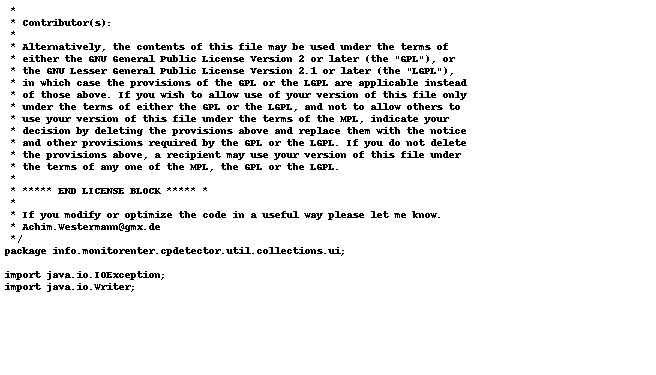 *
 * Contributor(s):
 *
 * Alternatively, the contents of this file may be used under the terms of
 * either the GNU General Public License Version 2 or later (the "GPL"), or
 * the GNU Lesser General Public License Version 2.1 or later (the "LGPL"),
 * in which case the provisions of the GPL or the LGPL are applicable instead
 * of those above. If you wish to allow use of your version of this file only
 * under the terms of either the GPL or the LGPL, and not to allow others to
 * use your version of this file under the terms of the MPL, indicate your
 * decision by deleting the provisions above and replace them with the notice
 * and other provisions required by the GPL or the LGPL. If you do not delete
 * the provisions above, a recipient may use your version of this file under
 * the terms of any one of the MPL, the GPL or the LGPL.
 *
 * ***** END LICENSE BLOCK ***** *
 *
 * If you modify or optimize the code in a useful way please let me know.
 * Achim.Westermann@gmx.de
 */
package info.monitorenter.cpdetector.util.collections.ui;

import java.io.IOException;
import java.io.Writer;